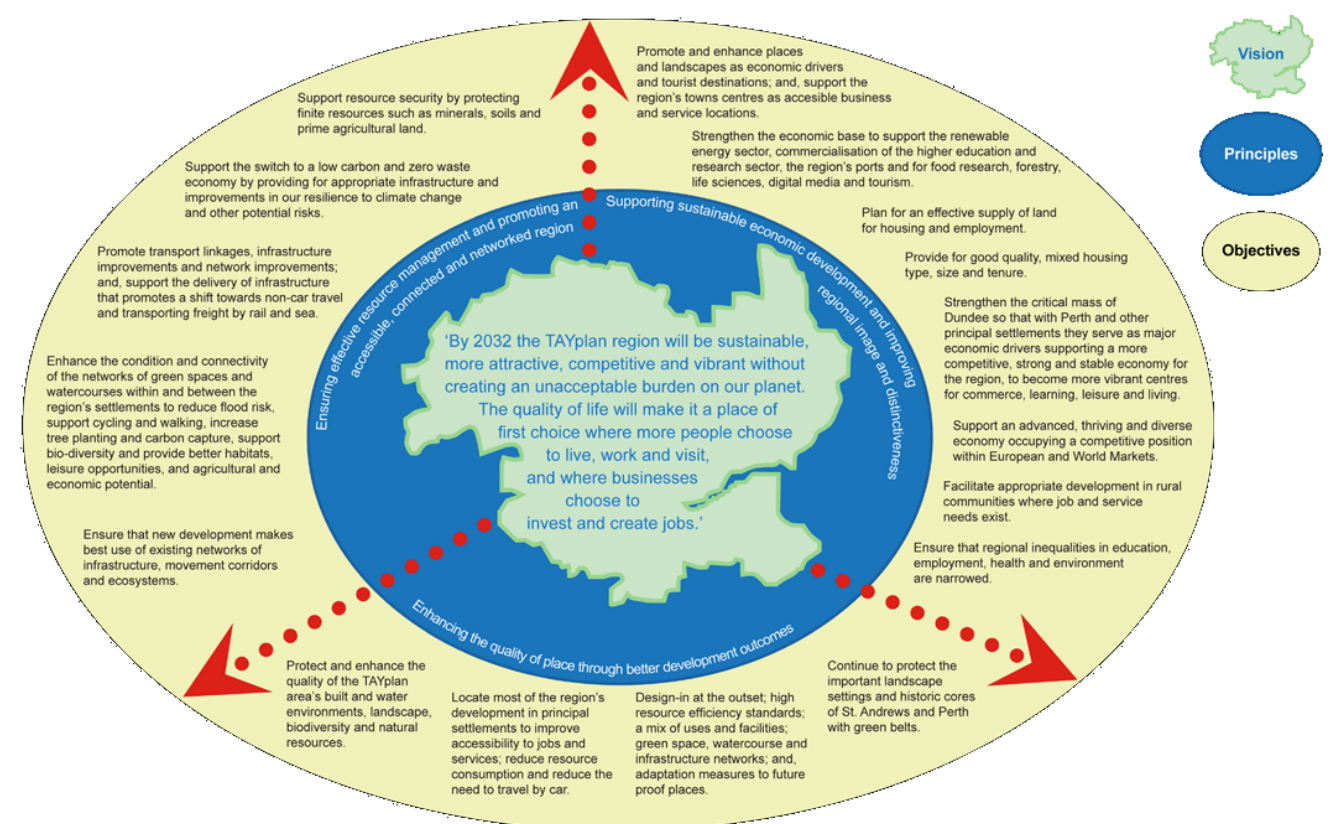 Promote and enhance places
and landscapes as economic drivers
and tourist destinations; and, support the
region's towns centres as accesible business
and service locations.
Strengthen the economic base to support the renewable
energy sector, commercialisation of the higher education and
research sector, the region's ports and for food research, forestry,
life sciences, digital media and tourism.
Plan for an effective supply of land
for housing and employment.
Provide for good quality, mixed housing
type, size and tenure.
Strengthen the critical mass of
Dundee so that with Perth and other
principal settlements they serve as major
economic drivers supporting a more
competitive, strong and stable economy for
the region, to become more vibrant centres
for commerce, learning, leisure and living.
Support an advanced, thriving and diverse
economy occupying a competitive position
within European and World Markets.
Facilitate appropriate development in rural
communities where job and service
needs exist.
Ensure that regional inequalities in education,
employment, health and environment
are narrowed.
Continue to protect the
important landscape
settings and historic cores
of St. Andrews and Perth
with green belts.
Design-in at the outset; high
resource efficiency standards;
a mix of uses and facilities;
green space, watercourse and
infrastructure networks; and,
adaptation measures to future
proof places.
Locate most of the region's
development in principal
settlements to improve
accessibility to jobs and
services; reduce resource
consumption and reduce the
need to travel by car.
Protect and enhance the
quality of the TAYplan
area's built and water
environments, landscape,
biodiversity and natural
resources.
Ensure that new development makes
best use of existing networks of
infrastructure, movement corridors
and ecosystems.
Enhance the condition and connectivity
of the networks of green spaces and
watercourses within and between the
region's settlements to reduce flood risk,
support cycling and walking, increase
tree planting and carbon capture, support
bio-diversity and provide better habitats,
leisure opportunities, and agricultural and
economic potential.
Promote transport linkages, infrastructure
improvements and network improvements;
and, support the delivery of infrastructure
that promotes a shift towards non-car travel
and transporting freight by rail and sea.
Support the switch to a low carbon and zero waste
economy by providing for appropriate infrastructure and
improvements in our resilience to climate change
and other potential risks.
Support resource security by protecting
finite resources such as minerals, soils and
prime agricultural land.
Ensuring effective resource management and promoting an
accessible, connected and networked region
Supporting sustainable economic development and improving
regional image and distinctiveness
Enhancing the quality of place through better development outcomes
'By 2032 the TAYplan region will be sustainable,
more attractive, competitive and vibrant without
creating an unacceptable burden on our planet.
The quality of life will make it a place of
first choice where more people choose
to live, work and visit,
and where businesses
choose to
invest and create jobs.'
Vision
Principles
Objectives